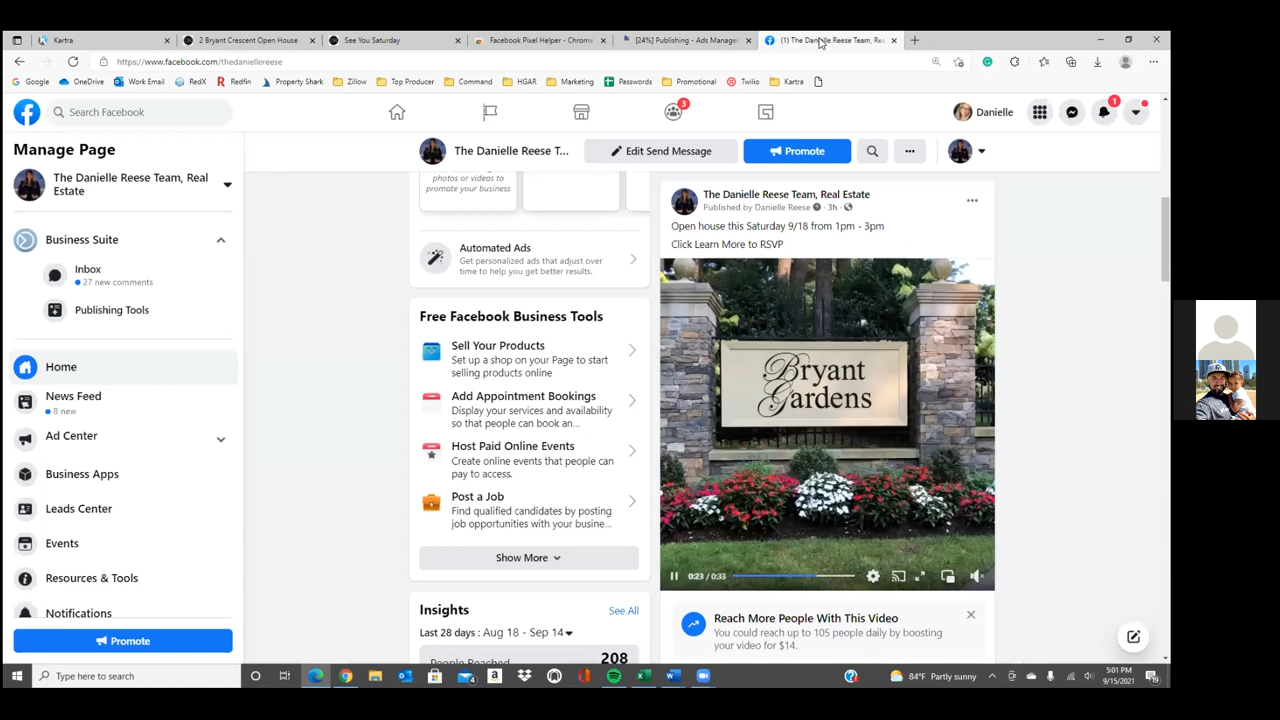 Kartra
2 Bryant Crescent Open House
See You Saturday
Facebook Pixel Helper - Chrome
[24%] Publishing - Ads Manage
(1) The Danielle Reese Team, Rea
https://www.facebook.com/thedaniellereese
Google OneDrive Work Email RedX Redfin Property Shark Zillow Top Producer Command HGAR Marketing Passwords Promotional Twilio Kartra
Search Facebook
3
Danielle
1
Manage Page
The Danielle Reese Team, Real
Estate
Business Suite
Inbox
27 new comments
Publishing Tools
Home
News Feed
8 new
Ad Center
Business Apps
Leads Center
Events
Resources & Tools
Notifications
Promote
The Danielle Reese T...
Edit Send Message
Promote
photos or videos to
promote your business
Automated Ads
Get personalized ads that adjust over
time to help you get better results.
Free Facebook Business Tools
Sell Your Products
Set up a shop on your Page to start
selling products online
Add Appointment Bookings
Display your services and availability
so that people can book an...
Host Paid Online Events
Create online events that people can
pay to access.
Post a Job
Find qualified candidates by posting
job opportunities with your busine...
Show More
Insights
See All
Last 28 days : Aug 18 - Sep 14
People Reached
208
The Danielle Reese Team, Real Estate
Published by Danielle Reese · 3h ·
Open house this Saturday 9/18 from 1pm - 3pm
Click Learn More to RSVP
Bryant
Gardens
0:23 / 0:33
Reach More People With This Video
You could reach up to 105 people daily by boosting
your video for $14.
Type here to search
84°F Partly sunny
5:01 PM
9/15/2021